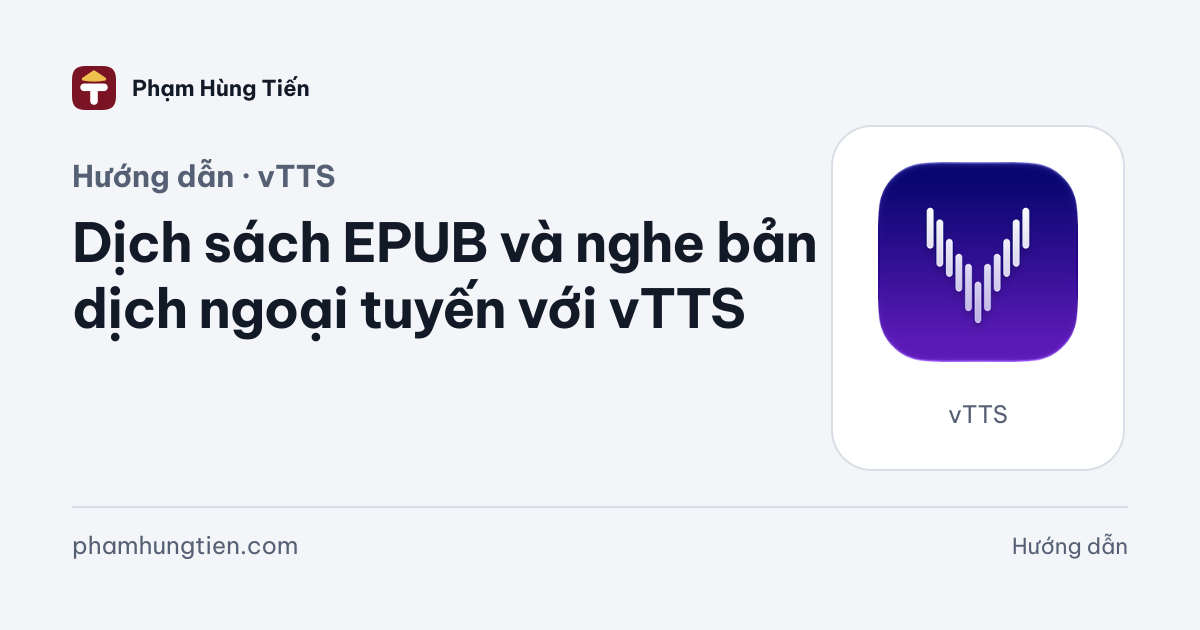 Phạm Hùng Tiến
Hướng dẫn · vTTS
Dịch sách EPUB và nghe bản
dịch ngoại tuyến với vTTS
vTTS
phamhungtien.com
Hướng dẫn